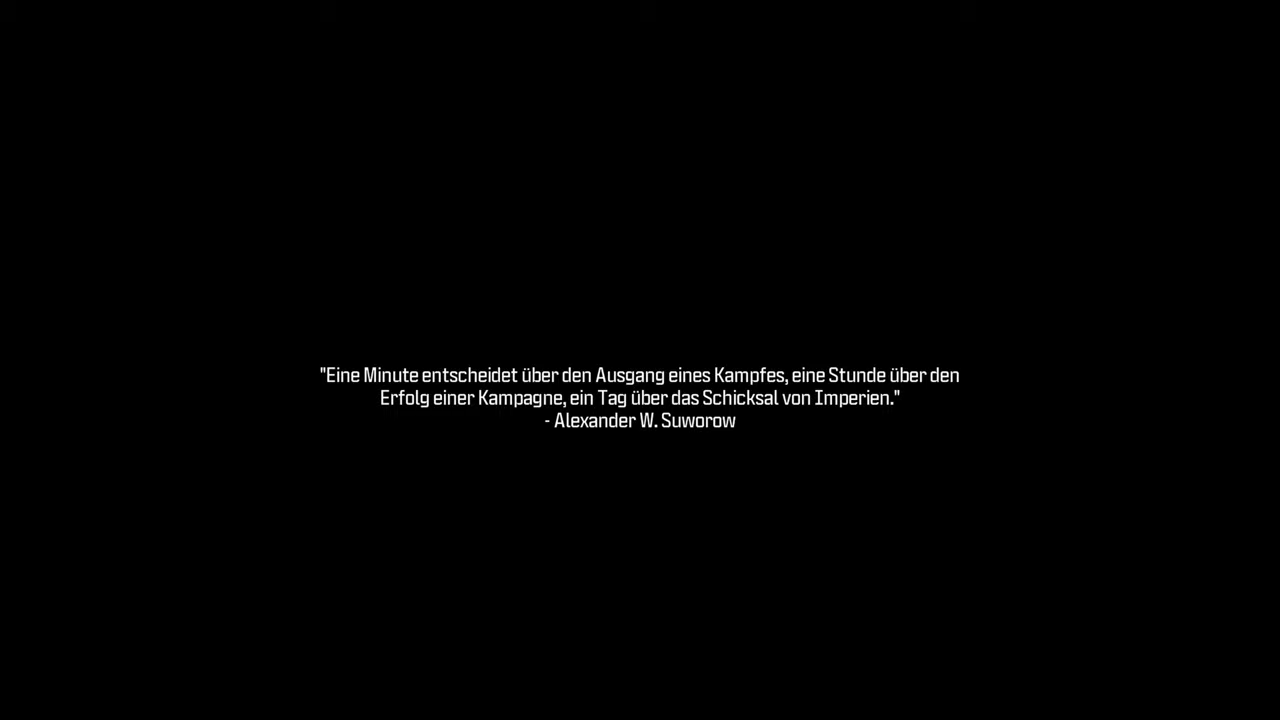 "Eine Minute entscheidet über den Ausgang eines Kampfes, eine Stunde über den
Erfolg einer Kampagne, ein Tag über das Schicksal von Imperien."
- Alexander W. Suworow